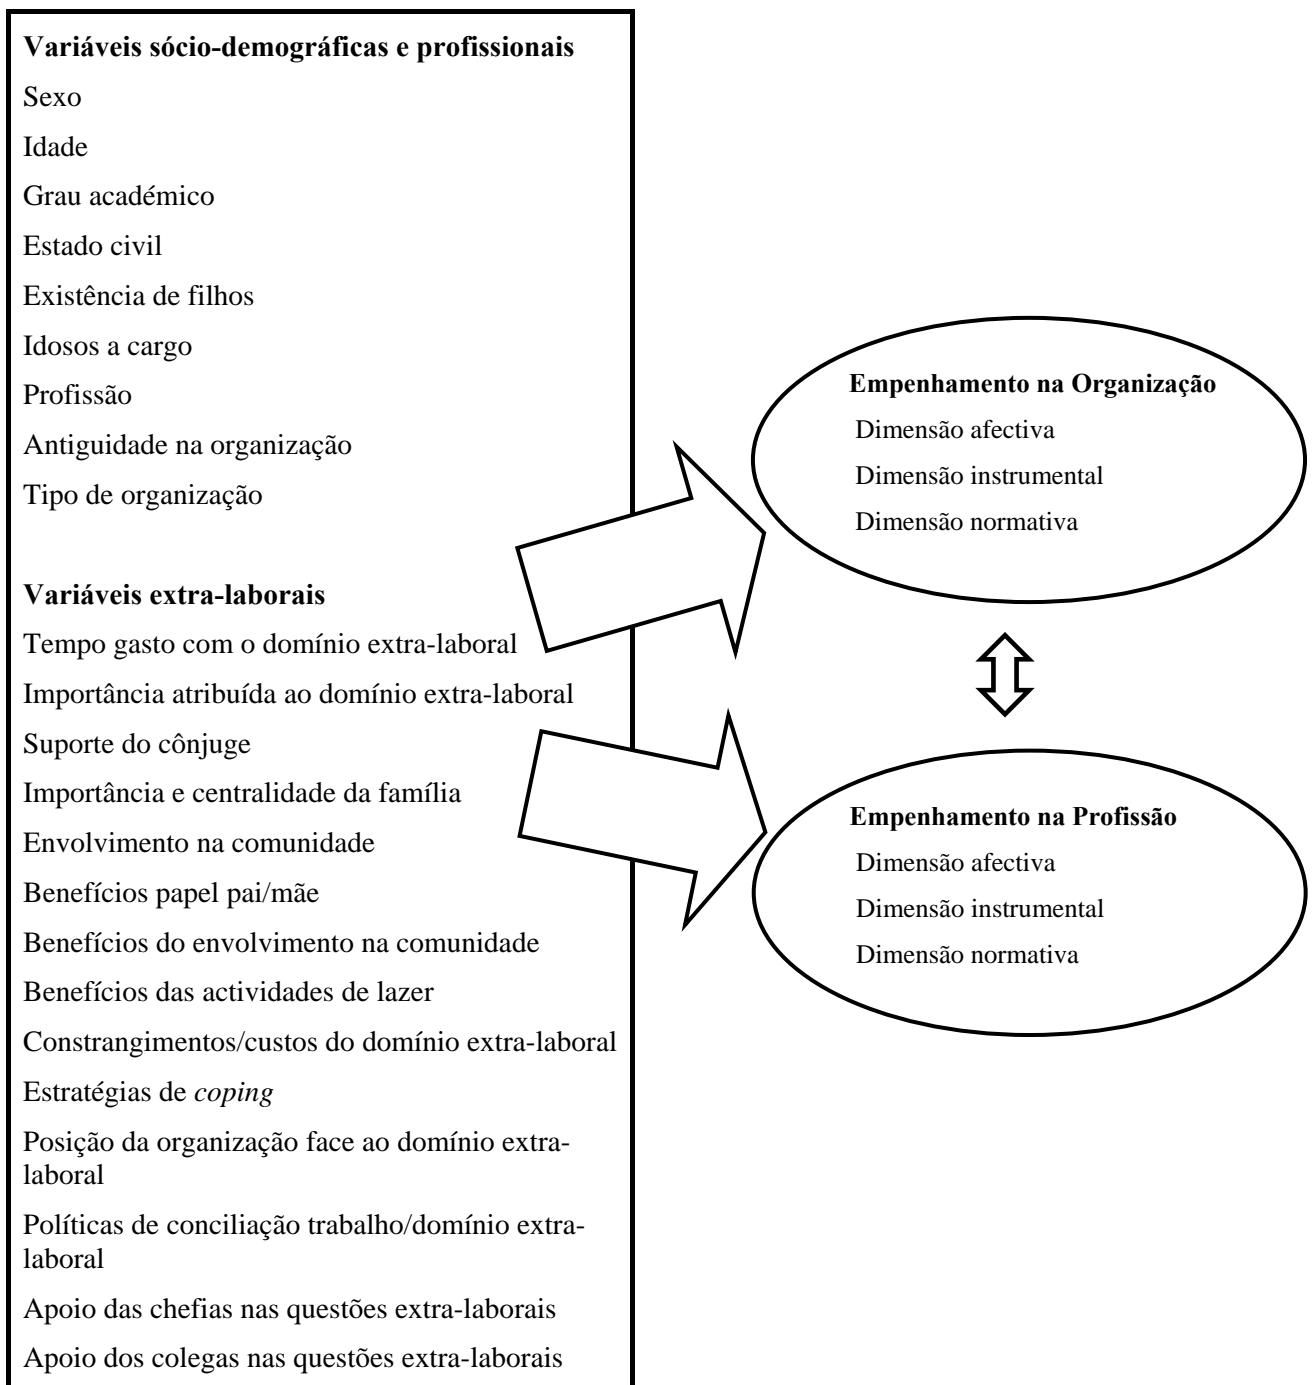 Variáveis sócio-demográficas e profissionais
Sexo
Idade
Grau académico
Estado civil
Existência de filhos
Idosos a cargo
Profissão
Antiguidade na organização
Tipo de organização
Variáveis extra-laborais
Tempo gasto com o domínio extra-laboral
Importância atribuída ao domínio extra-laboral
Suporte do cônjuge
Importância e centralidade da família
Envolvimento na comunidade
Benefícios papel pai/mãe
Benefícios do envolvimento na comunidade
Benefícios das actividades de lazer
Constrangimentos/custos do domínio extra-laboral
Estratégias de coping
Posição da organização face ao domínio extra-
laboral
Políticas de conciliação trabalho/domínio extra-
laboral
Apoio das chefias nas questões extra-laborais
Apoio dos colegas nas questões extra-laborais
Empenhamento na Organização
Dimensão afectiva
Dimensão instrumental
Dimensão normativa
Empenhamento na Profissão
Dimensão afectiva
Dimensão instrumental
Dimensão normativa